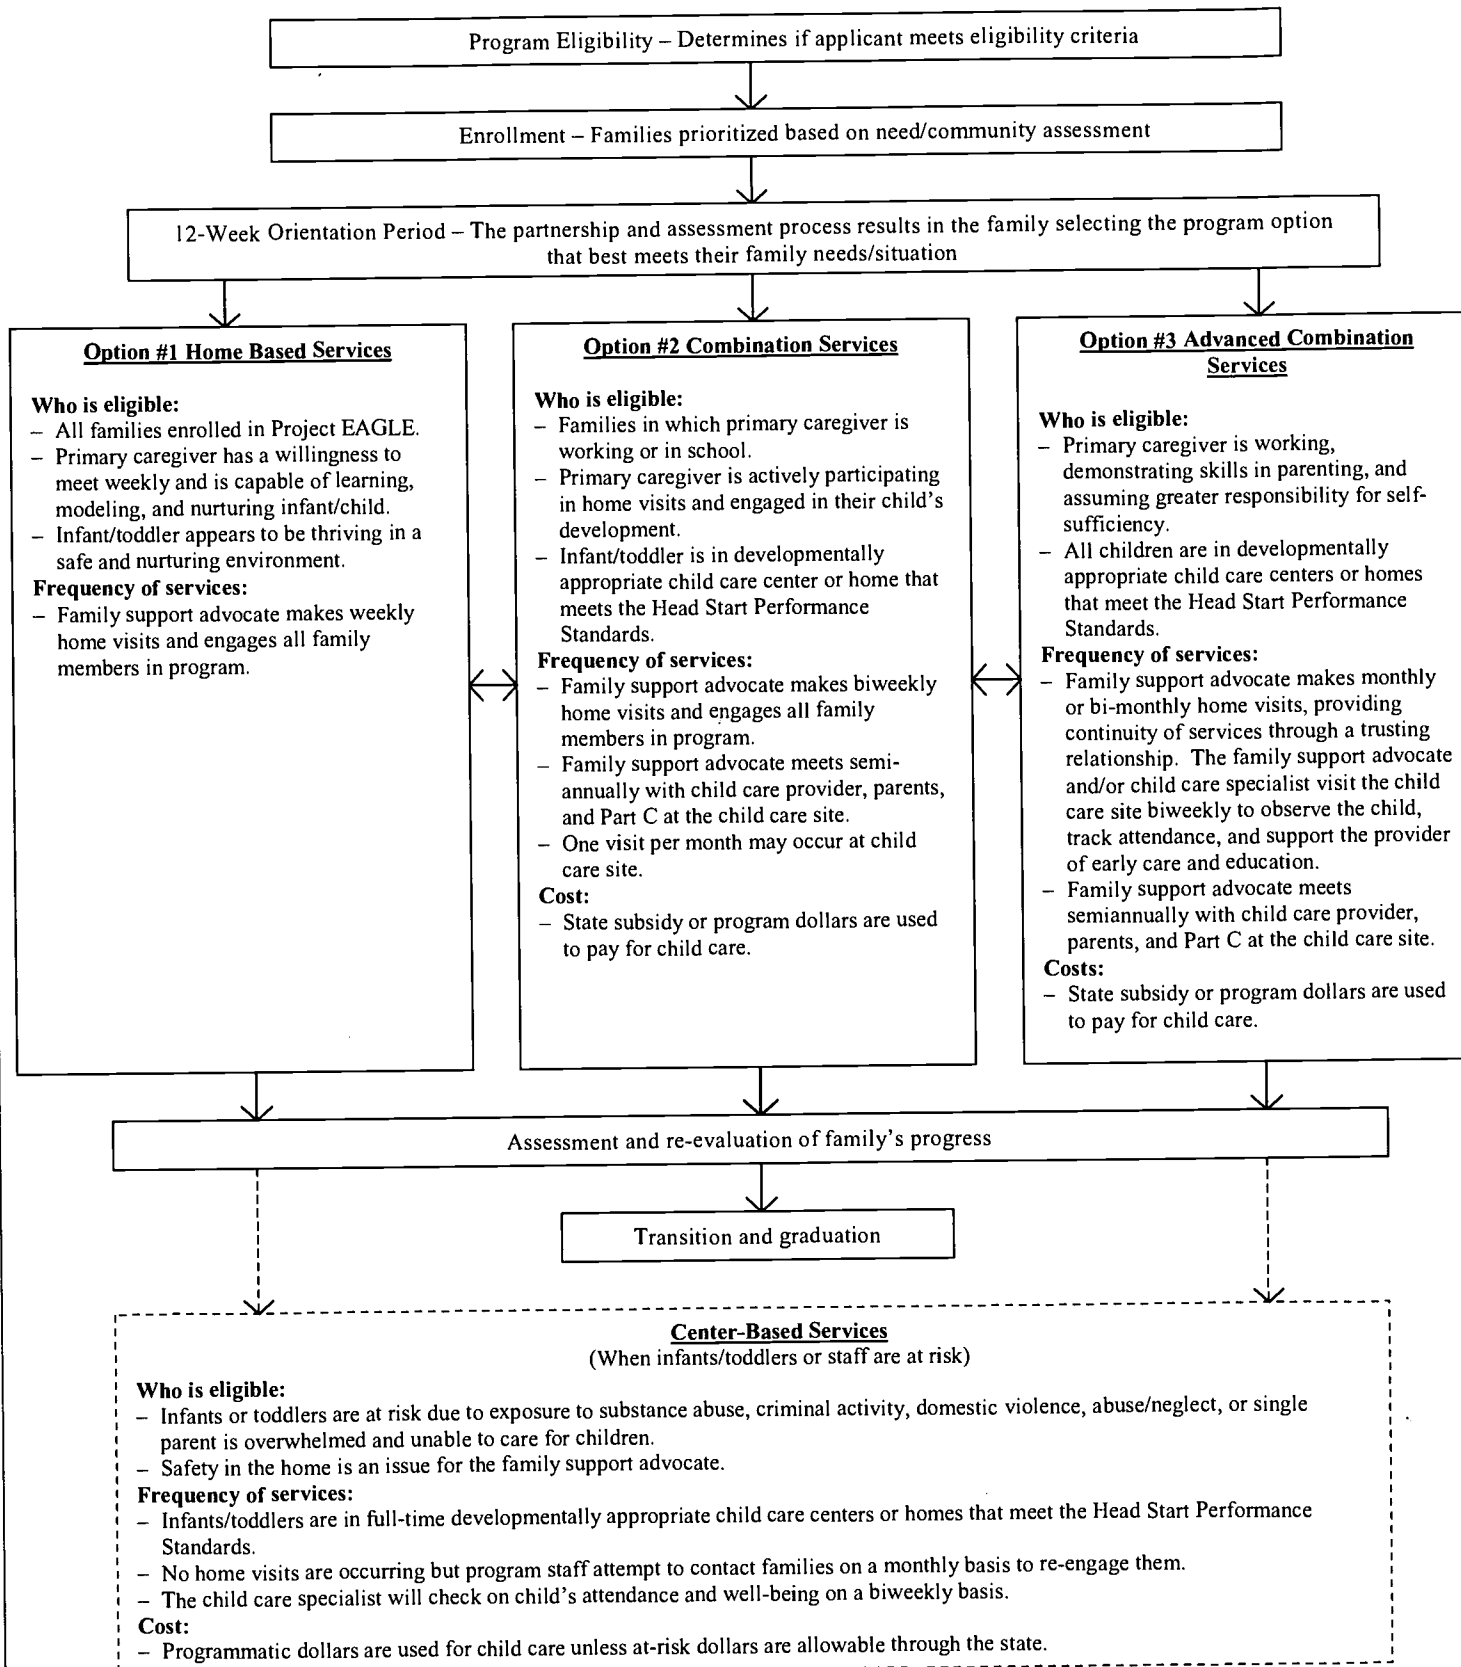 Program Eligibility – Determines if applicant meets eligibility criteria
Enrollment – Families prioritized based on need/community assessment
12-Week Orientation Period – The partnership and assessment process results in the family selecting the program option
that best meets their family needs/situation
Option #1 Home Based Services
Who is eligible:
– All families enrolled in Project EAGLE.
– Primary caregiver has a willingness to
meet weekly and is capable of learning,
modeling, and nurturing infant/child.
– Infant/toddler appears to be thriving in a
safe and nurturing environment.
Frequency of services:
– Family support advocate makes weekly
home visits and engages all family
members in program.
Option #2 Combination Services
Who is eligible:
– Families in which primary caregiver is
working or in school.
– Primary caregiver is actively participating
in home visits and engaged in their child's
development.
– Infant/toddler is in developmentally
appropriate child care center or home that
meets the Head Start Performance
Standards.
Frequency of services:
– Family support advocate makes biweekly
home visits and engages all family
members in program.
– Family support advocate meets semi-
annually with child care provider, parents,
and Part C at the child care site.
– One visit per month may occur at child
care site.
Cost:
– State subsidy or program dollars are used
to pay for child care.
Option #3 Advanced Combination
Services
Who is eligible:
– Primary caregiver is working,
demonstrating skills in parenting, and
assuming greater responsibility for self-
sufficiency.
– All children are in developmentally
appropriate child care centers or homes
that meet the Head Start Performance
Standards.
Frequency of services:
– Family support advocate makes monthly
or bi-monthly home visits, providing
continuity of services through a trusting
relationship. The family support advocate
and/or child care specialist visit the child
care site biweekly to observe the child,
track attendance, and support the provider
of early care and education.
– Family support advocate meets
semiannually with child care provider,
parents, and Part C at the child care site.
Costs:
– State subsidy or program dollars are used
to pay for child care.
Assessment and re-evaluation of family's progress
Transition and graduation
Center-Based Services
(When infants/toddlers or staff are at risk)
Who is eligible:
– Infants or toddlers are at risk due to exposure to substance abuse, criminal activity, domestic violence, abuse/neglect, or single
parent is overwhelmed and unable to care for children.
– Safety in the home is an issue for the family support advocate.
Frequency of services:
– Infants/toddlers are in full-time developmentally appropriate child care centers or homes that meet the Head Start Performance
Standards.
– No home visits are occurring but program staff attempt to contact families on a monthly basis to re-engage them.
– The child care specialist will check on child's attendance and well-being on a biweekly basis.
Cost:
– Programmatic dollars are used for child care unless at-risk dollars are allowable through the state.